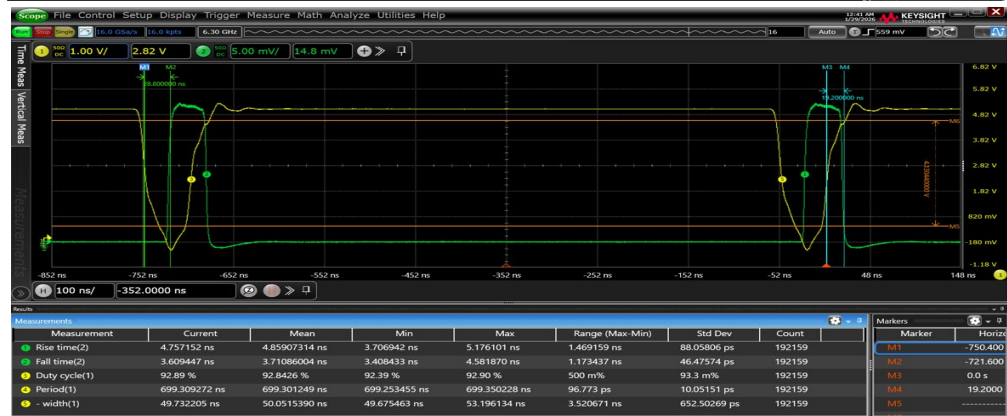 Scope File Control Setup Display Trigger Measure Math Analyze Utilities Help
12:41 AM
1/29/2026
KEYSIGHT
TECHNOLOGIES
Run Stop Single 16.0 GSa/s 16.0 kpts 6.30 GHz 16 Auto 559 mV
1 50Ω DC 1.00 V/ 2.82 V 2 50Ω DC 5.00 mV/ 14.8 mV
Time Meas
Vertical Meas
Measurements
M1 M2 M3 M4
28.800000 ns
19.200000 ns
6.82 V
5.82 V
4.82 V
M6
3.82 V
2.82 V
1.82 V
820 mV
M5
-180 mV
-1.18 V
-852 ns -752 ns -652 ns -552 ns -452 ns -352 ns -252 ns -152 ns -52 ns 48 ns 148 ns
H 100 ns/ -352.0000 ns
Results
Measurements
Measurement Current Mean Min Max Range (Max-Min) Std Dev Count
Rise time(2) 4.757152 ns 4.85907314 ns 3.706942 ns 5.176101 ns 1.469159 ns 88.05806 ps 192159
Fall time(2) 3.609447 ns 3.71086004 ns 3.408433 ns 4.581870 ns 1.173437 ns 46.47574 ps 192159
Duty cycle(1) 92.89 % 92.8426 % 92.39 % 92.90 % 500 m% 93.3 m% 192159
Period(1) 699.309272 ns 699.301249 ns 699.253455 ns 699.350228 ns 96.773 ps 10.05151 ps 192159
- width(1) 49.732205 ns 50.0515390 ns 49.675463 ns 53.196134 ns 3.520671 ns 652.50269 ps 192159
Markers
Marker Horizo
M1 -750.400
M2 -721.600
M3 0.0 s
M4 19.2000
M5 ----------